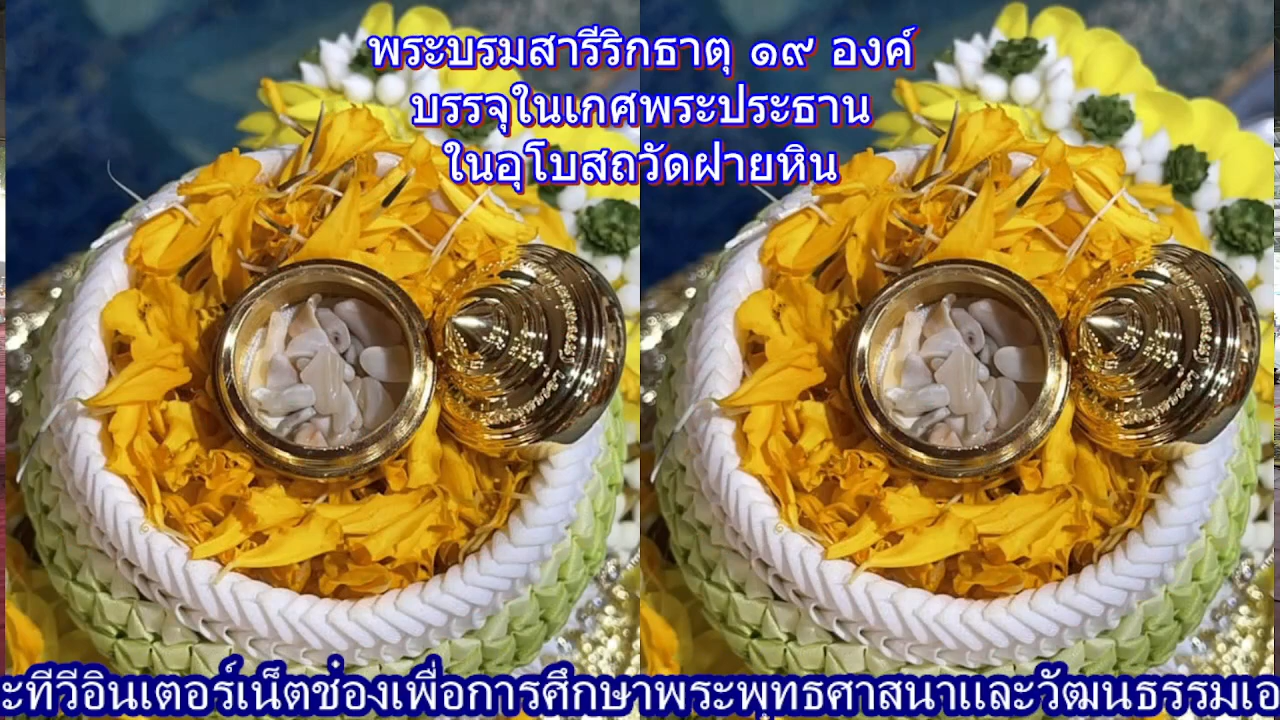 พระบรมสารีริกธาตุ ๑๙ องค์
บรรจุในเกศพระประธาน
ในอุโบสถวัดฝายหิน
ะทีวีอินเตอร์เน็ตช่องเพื่อการศึกษาพระพุทธศาสนาและวัฒนธรรมเอ